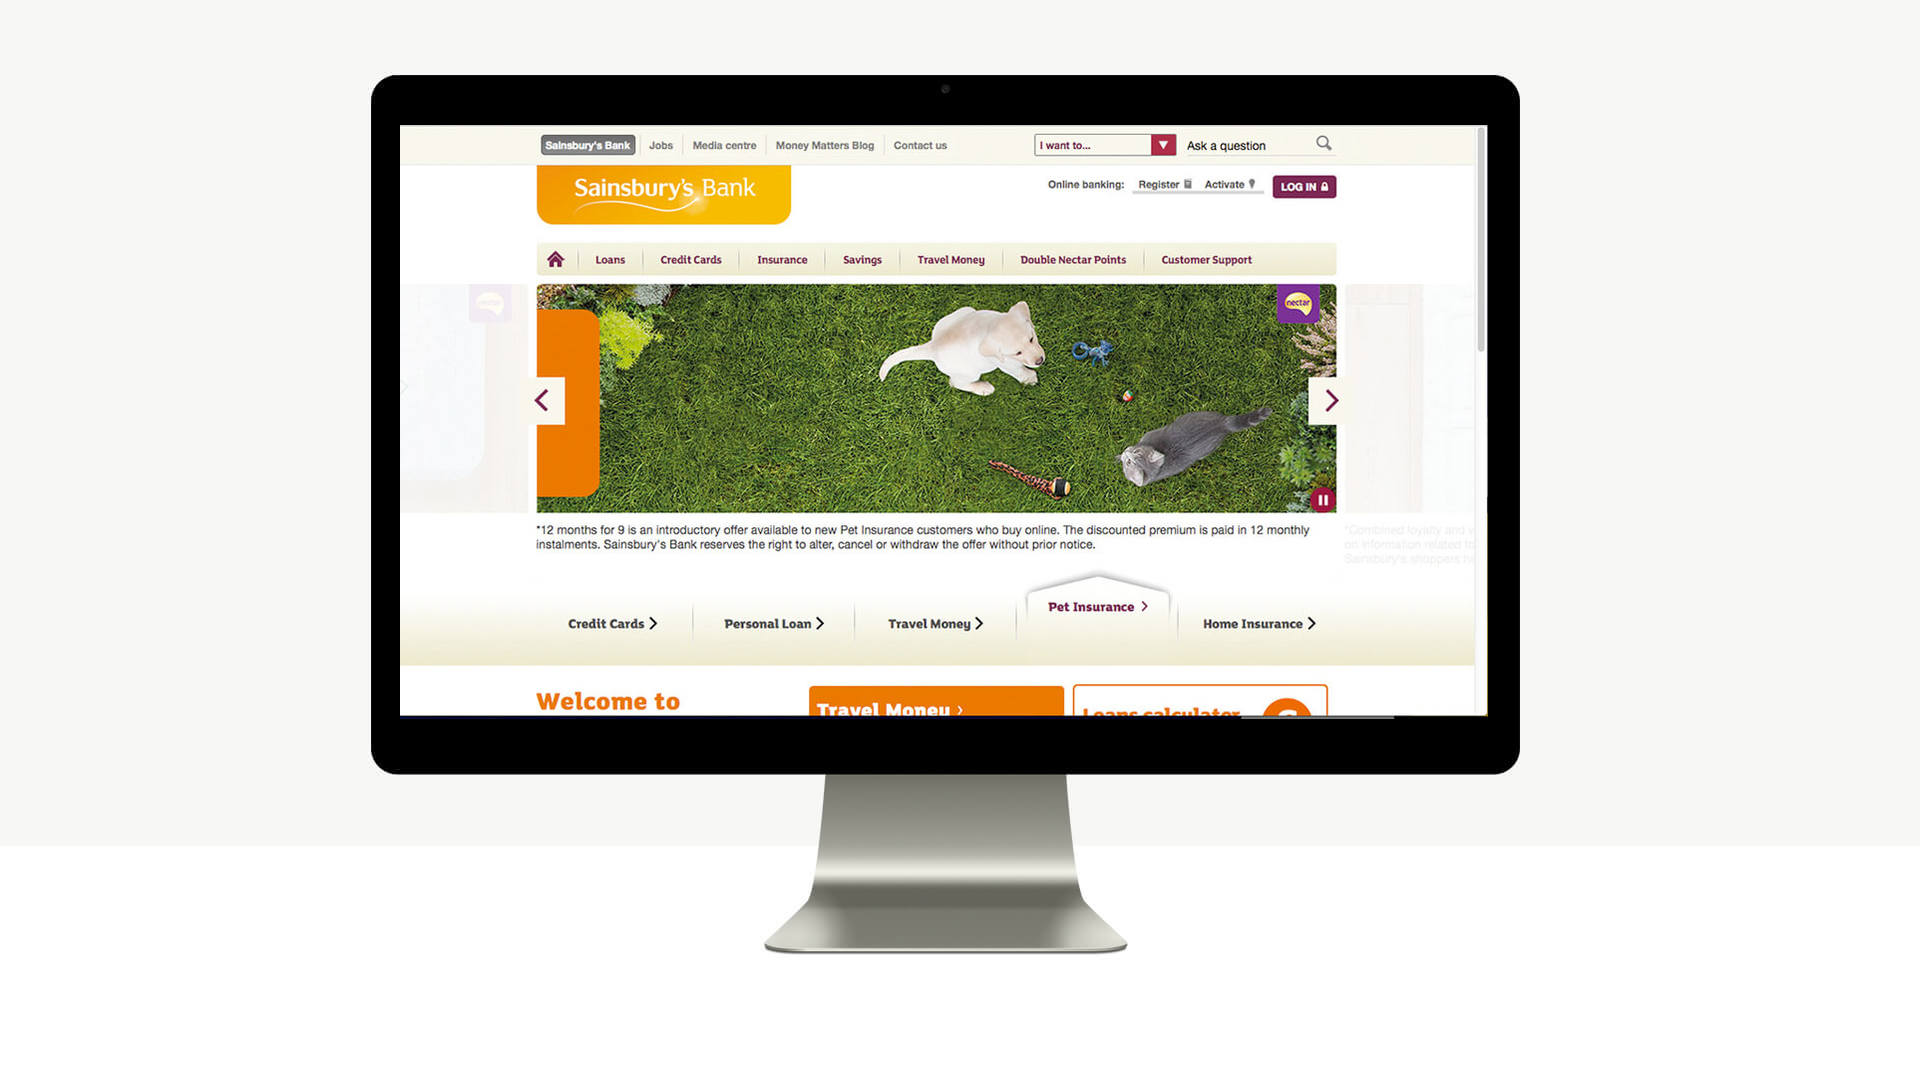 Sainsbury's Bank Jobs Media centre Money Matters Blog Contact us I want to... Ask a question
Sainsbury's Bank
Online banking: Register Activate LOG IN
Loans Credit Cards Insurance Savings Travel Money Double Nectar Points Customer Support
nectar
nectar
*12 months for 9 is an introductory offer available to new Pet Insurance customers who buy online. The discounted premium is paid in 12 monthly
instalments. Sainsbury's Bank reserves the right to alter, cancel or withdraw the offer without prior notice.
*Combined loyalty and
on information related to
Sainsbury's shoppers
Credit Cards Personal Loan Travel Money Pet Insurance Home Insurance
Welcome to
Travel Money
Loans calculator